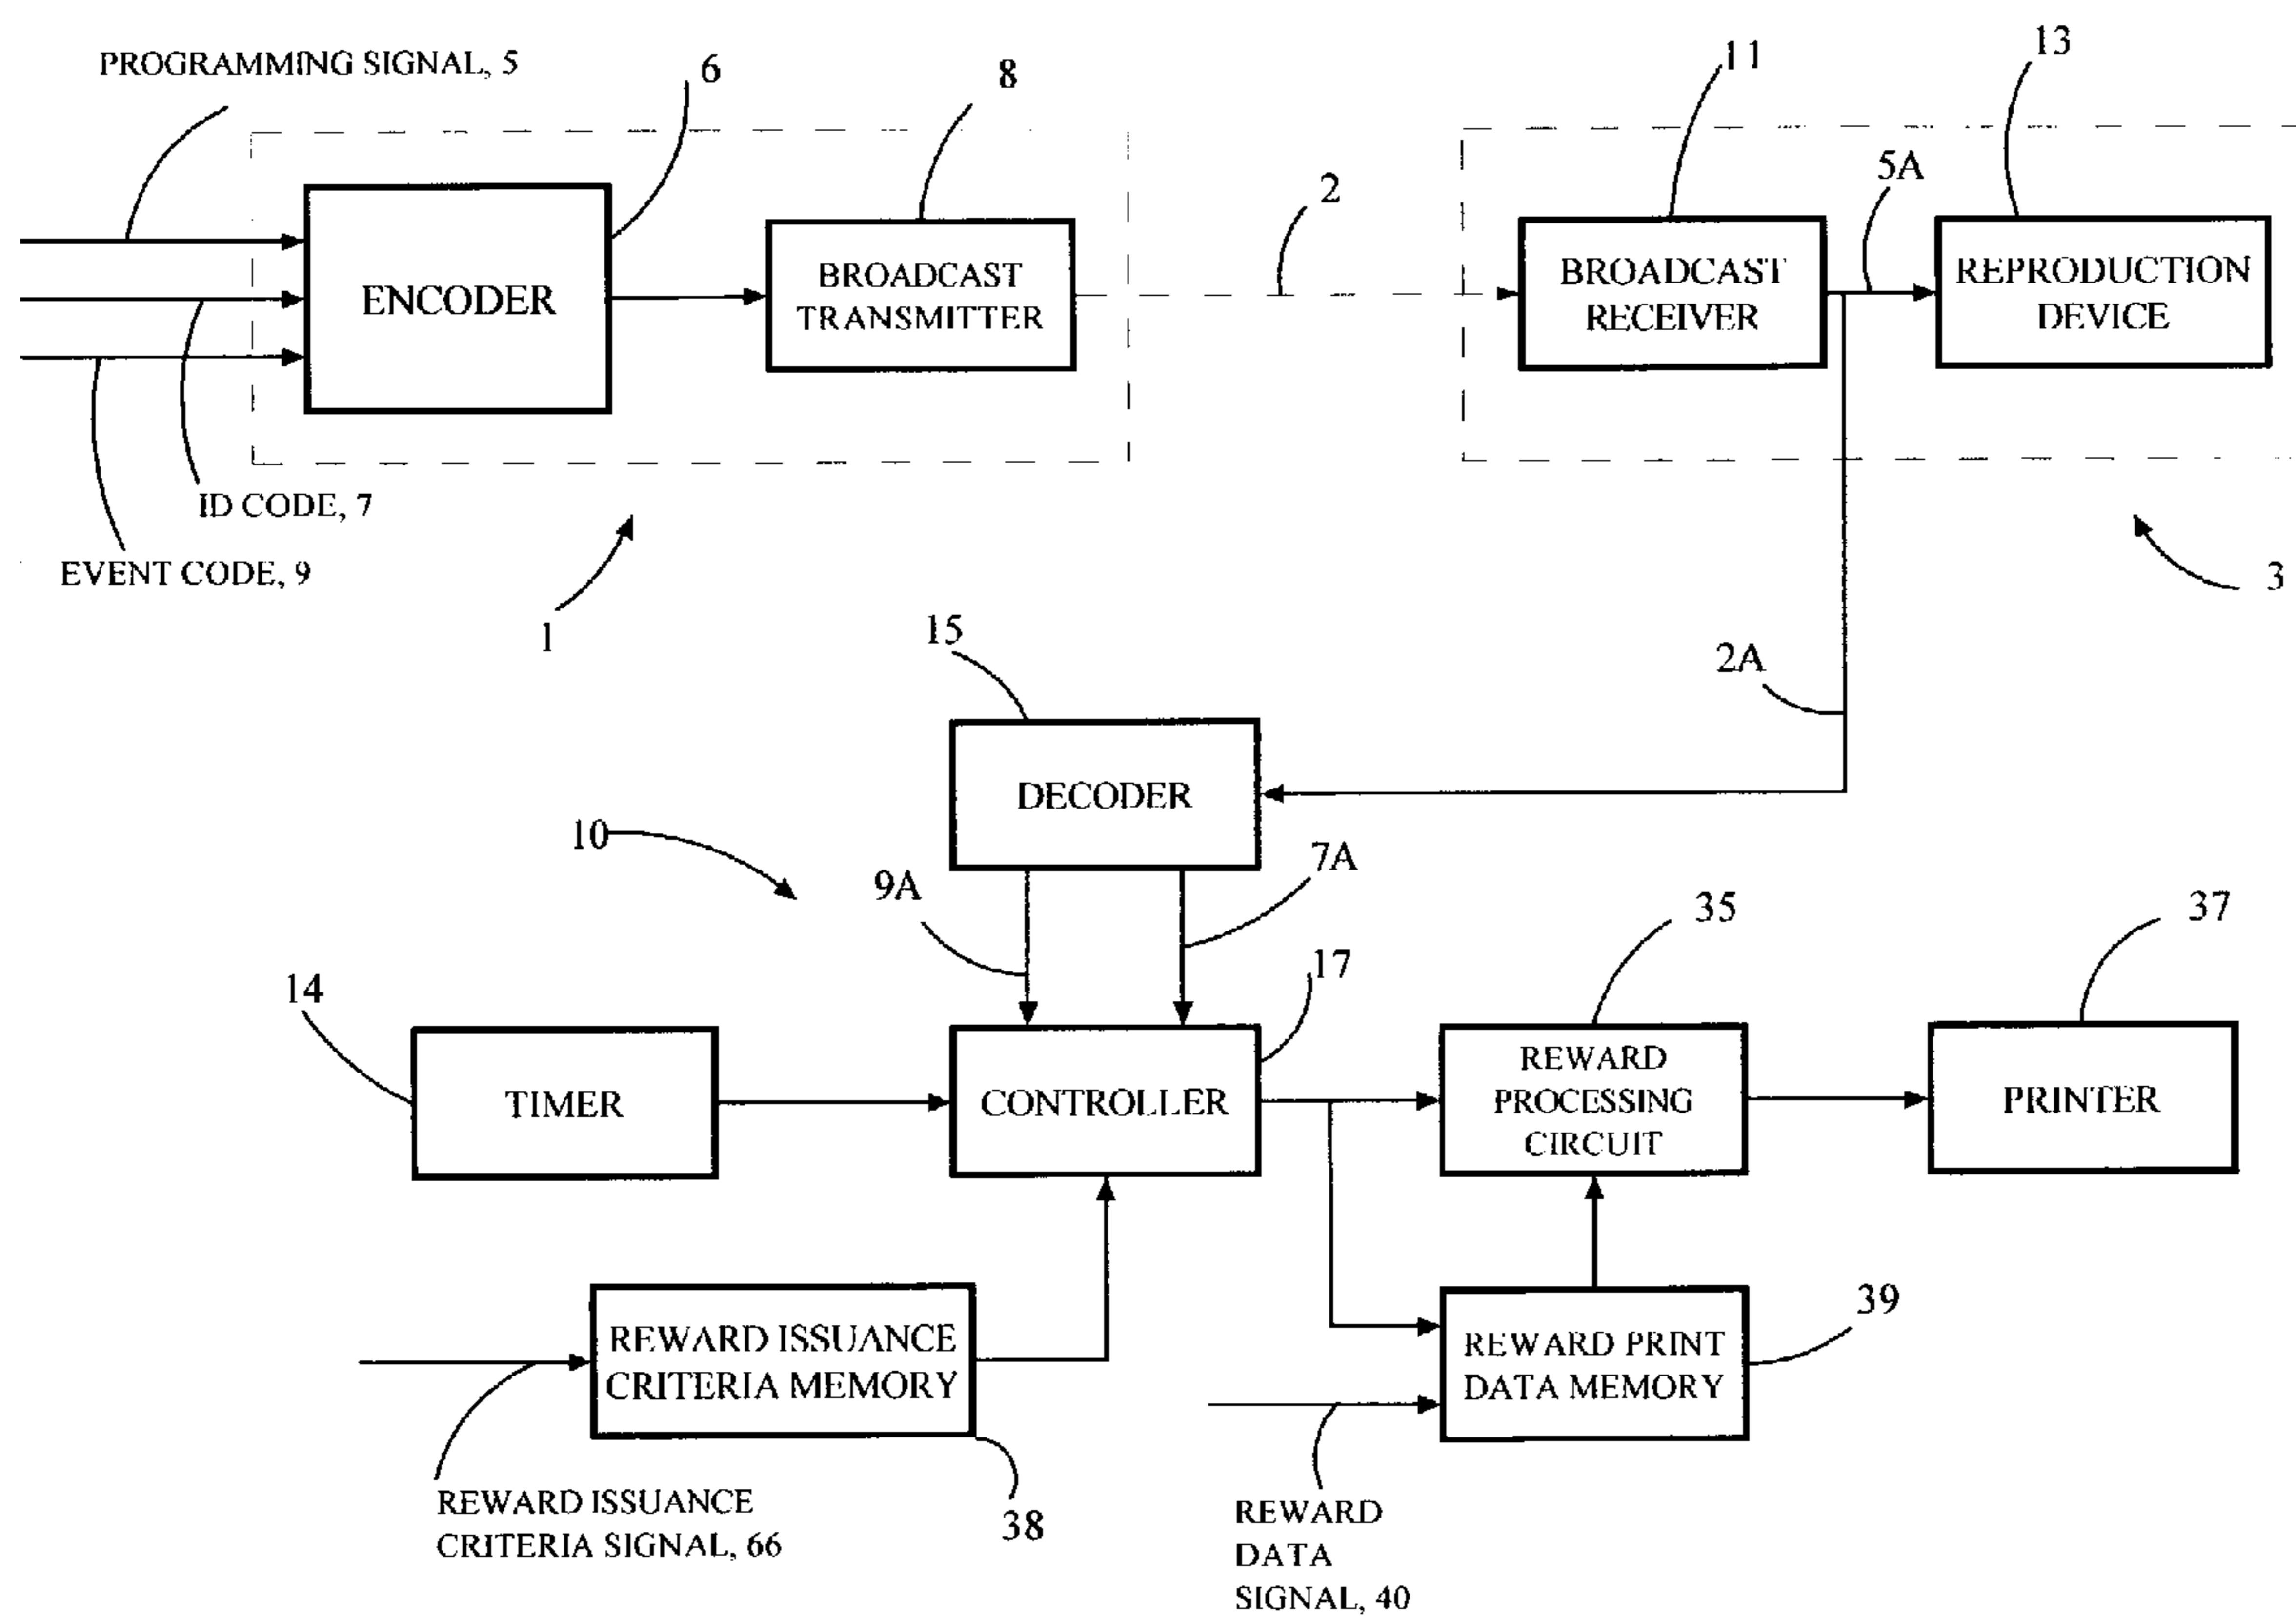 PROGRAMMING SIGNAL, 5
6
8
11
13
5A
2
ENCODER
BROADCAST
TRANSMITTER
BROADCAST
RECEIVER
REPRODUCTION
DEVICE
ID CODE, 7
EVENT CODE, 9
1
3
15
2A
DECODER
10
9A
7A
14
17
35
37
TIMER
CONTROLLER
REWARD
PROCESSING
CIRCUIT
PRINTER
REWARD ISSUANCE
CRITERIA MEMORY
39
REWARD PRINT
DATA MEMORY
REWARD ISSUANCE
CRITERIA SIGNAL, 66
38
REWARD
DATA
SIGNAL, 40